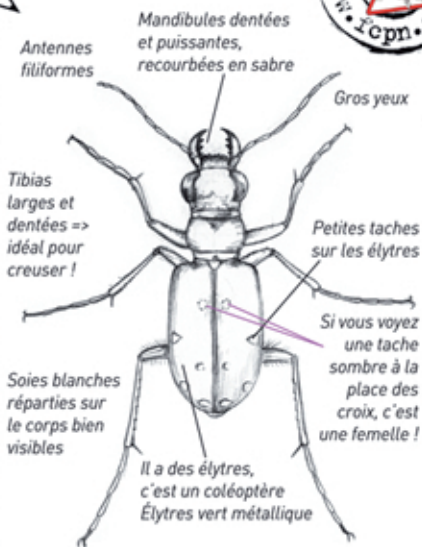 Mandibules dentées
et puissantes,
recourbées en sabre
Antennes
filiformes
Gros yeux
Tibias
larges et
dentées =>
idéal pour
creuser !
Petites taches
sur les élytres
Si vous voyez
une tache
sombre à la
place des
croix, c'est
une femelle !
Soies blanches
réparties sur
le corps bien
visibles
Il a des élytres,
c'est un coléoptère
Élytres vert métallique